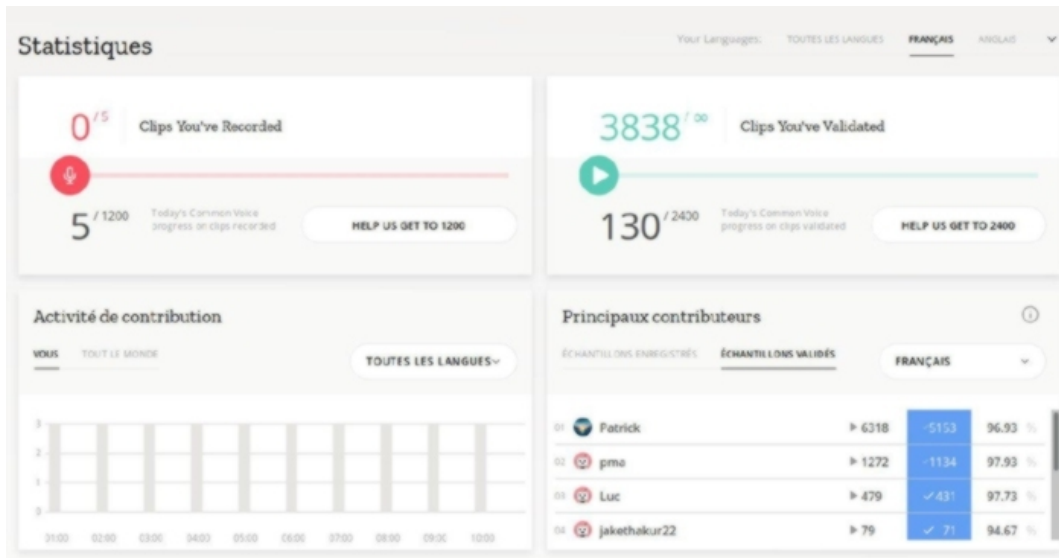 Statistiques
Your Languages: TOUTES LES LANGUES FRANÇAIS ANGLAIS
0 / 5 Clips You've Recorded
5 / 1200 Today's Common Voice progress on clips recorded HELP US GET TO 1200
3838 / ∞ Clips You've Validated
130 / 2400 Today's Common Voice progress on clips validated HELP US GET TO 2400
Activité de contribution
VOUS TOUT LE MONDE TOUTES LES LANGUES
3
2
1
0
01:00 02:00 03:00 04:00 05:00 06:00 07:00 08:00 09:00 10:00
Principaux contributeurs
ÉCHANTILLONS ENREGISTRÉS ÉCHANTILLONS VALIDÉS FRANÇAIS
01 Patrick 6318 96.93 %
02 pma 1272 1134 97.93 %
03 Luc 479 431 97.73 %
04 jakethakur22 79 71 94.67 %